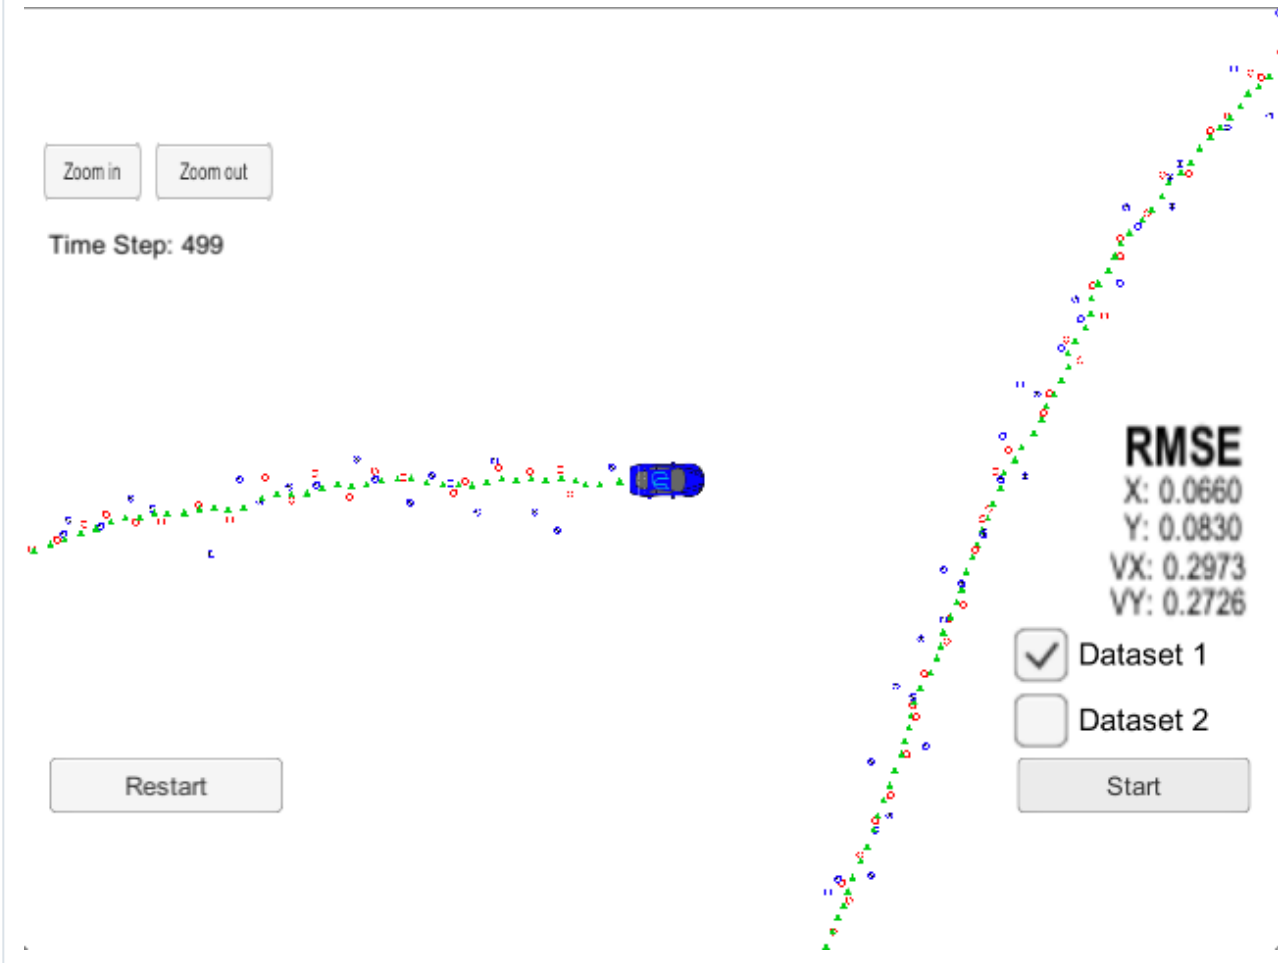 Zoom in
Zoom out
Time Step: 499
RMSE
X: 0.0660
Y: 0.0830
VX: 0.2973
VY: 0.2726
Dataset 1
Dataset 2
Restart
Start